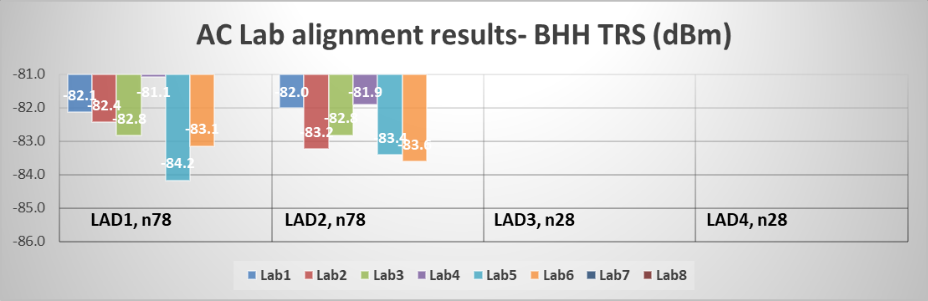 AC Lab alignment results- BHH TRS (dBm)
-81.0
-82.0
-83.0
-84.0
-85.0
-86.0
-82.1 -82.4 -82.8 -81.1 -84.2 -83.1
-82.0 -83.2 -82.8 -81.9 83.4 -83.6
LAD1, n78 LAD2, n78 LAD3, n28 LAD4, n28
Lab1 Lab2 Lab3 Lab4 Lab5 Lab6 Lab7 Lab8